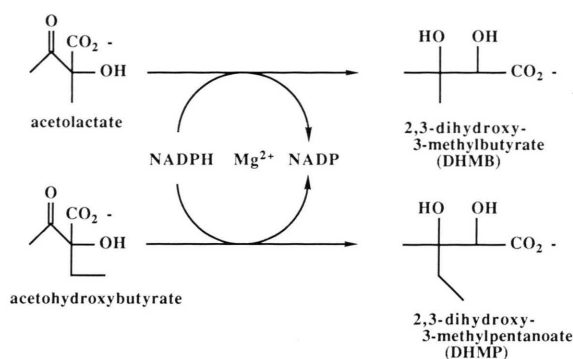 O
CO₂ -
OH
acetolactate
HO OH
CO₂ -
2,3-dihydroxy-
3-methylbutyrate
(DHMB)
NADPH Mg²⁺ NADP
O
CO₂ -
OH
acetohydroxybutyrate
HO OH
CO₂ -
2,3-dihydroxy-
3-methylpentanoate
(DHMP)